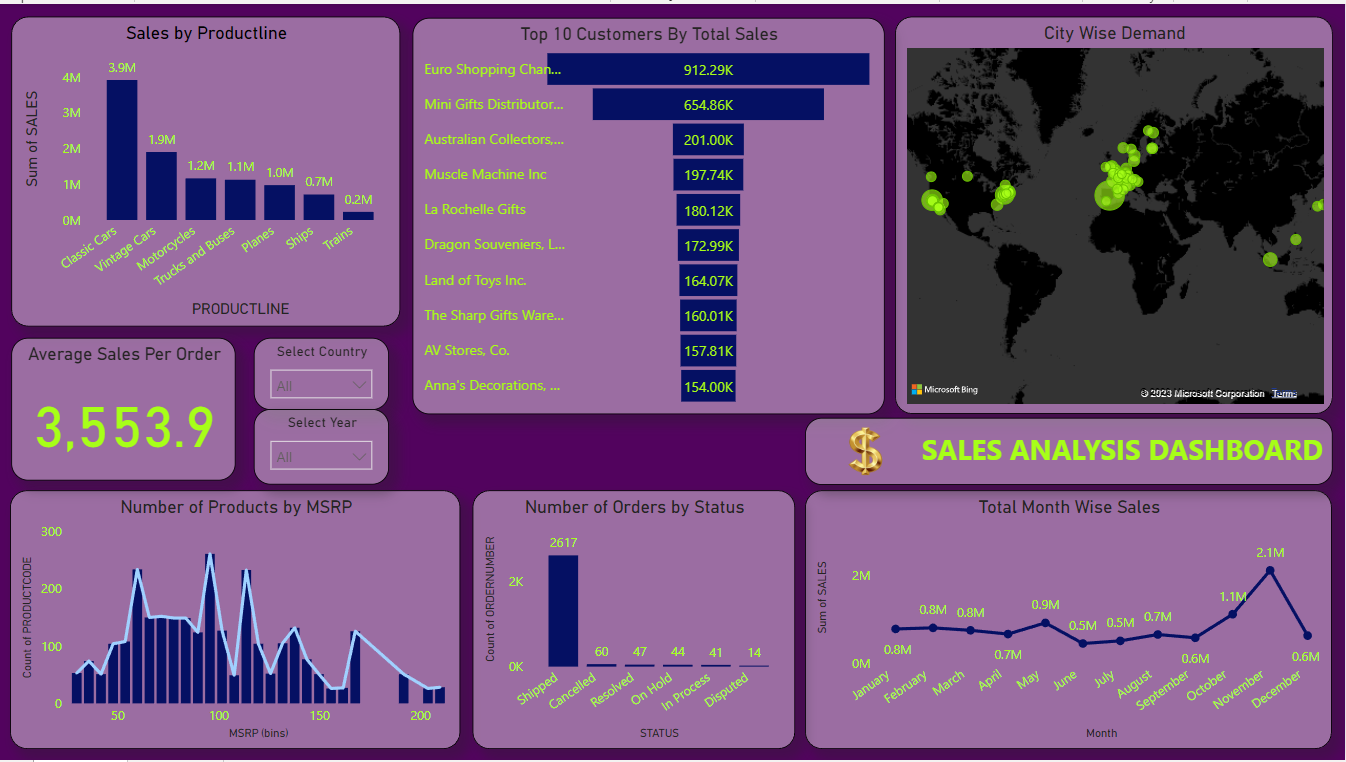 Sales by Productline
Sum of SALES
4M
3M
2M
1M
0M
3.9M
1.9M
1.2M
1.1M
1.0M
0.7M
0.2M
Classic Cars
Vintage Cars
Motorcycles
Trucks and Buses
Planes
Ships
Trains
PRODUCTLINE
Top 10 Customers By Total Sales
Euro Shopping Chan... 912.29K
Mini Gifts Distributor... 654.86K
Australian Collectors,... 201.00K
Muscle Machine Inc 197.74K
La Rochelle Gifts 180.12K
Dragon Souveniers, L... 172.99K
Land of Toys Inc. 164.07K
The Sharp Gifts Ware... 160.01K
AV Stores, Co. 157.81K
Anna's Decorations, ... 154.00K
City Wise Demand
Microsoft Bing
© 2023 Microsoft Corporation Terms
Average Sales Per Order
3,553.9
Select Country
All
Select Year
All
$ SALES ANALYSIS DASHBOARD
Number of Products by MSRP
Count of PRODUCTCODE
300
200
100
0
50 100 150 200
MSRP (bins)
Number of Orders by Status
Count of ORDERNUMBER
2K
0K
2617
60
47
44
41
14
Shipped
Cancelled
Resolved
On Hold
In Process
Disputed
STATUS
Total Month Wise Sales
Sum of SALES
2M
0M
0.8M
0.8M
0.8M
0.7M
0.9M
0.5M
0.5M
0.7M
0.6M
1.1M
2.1M
0.6M
January
February
March
April
May
June
July
August
September
October
November
December
Month